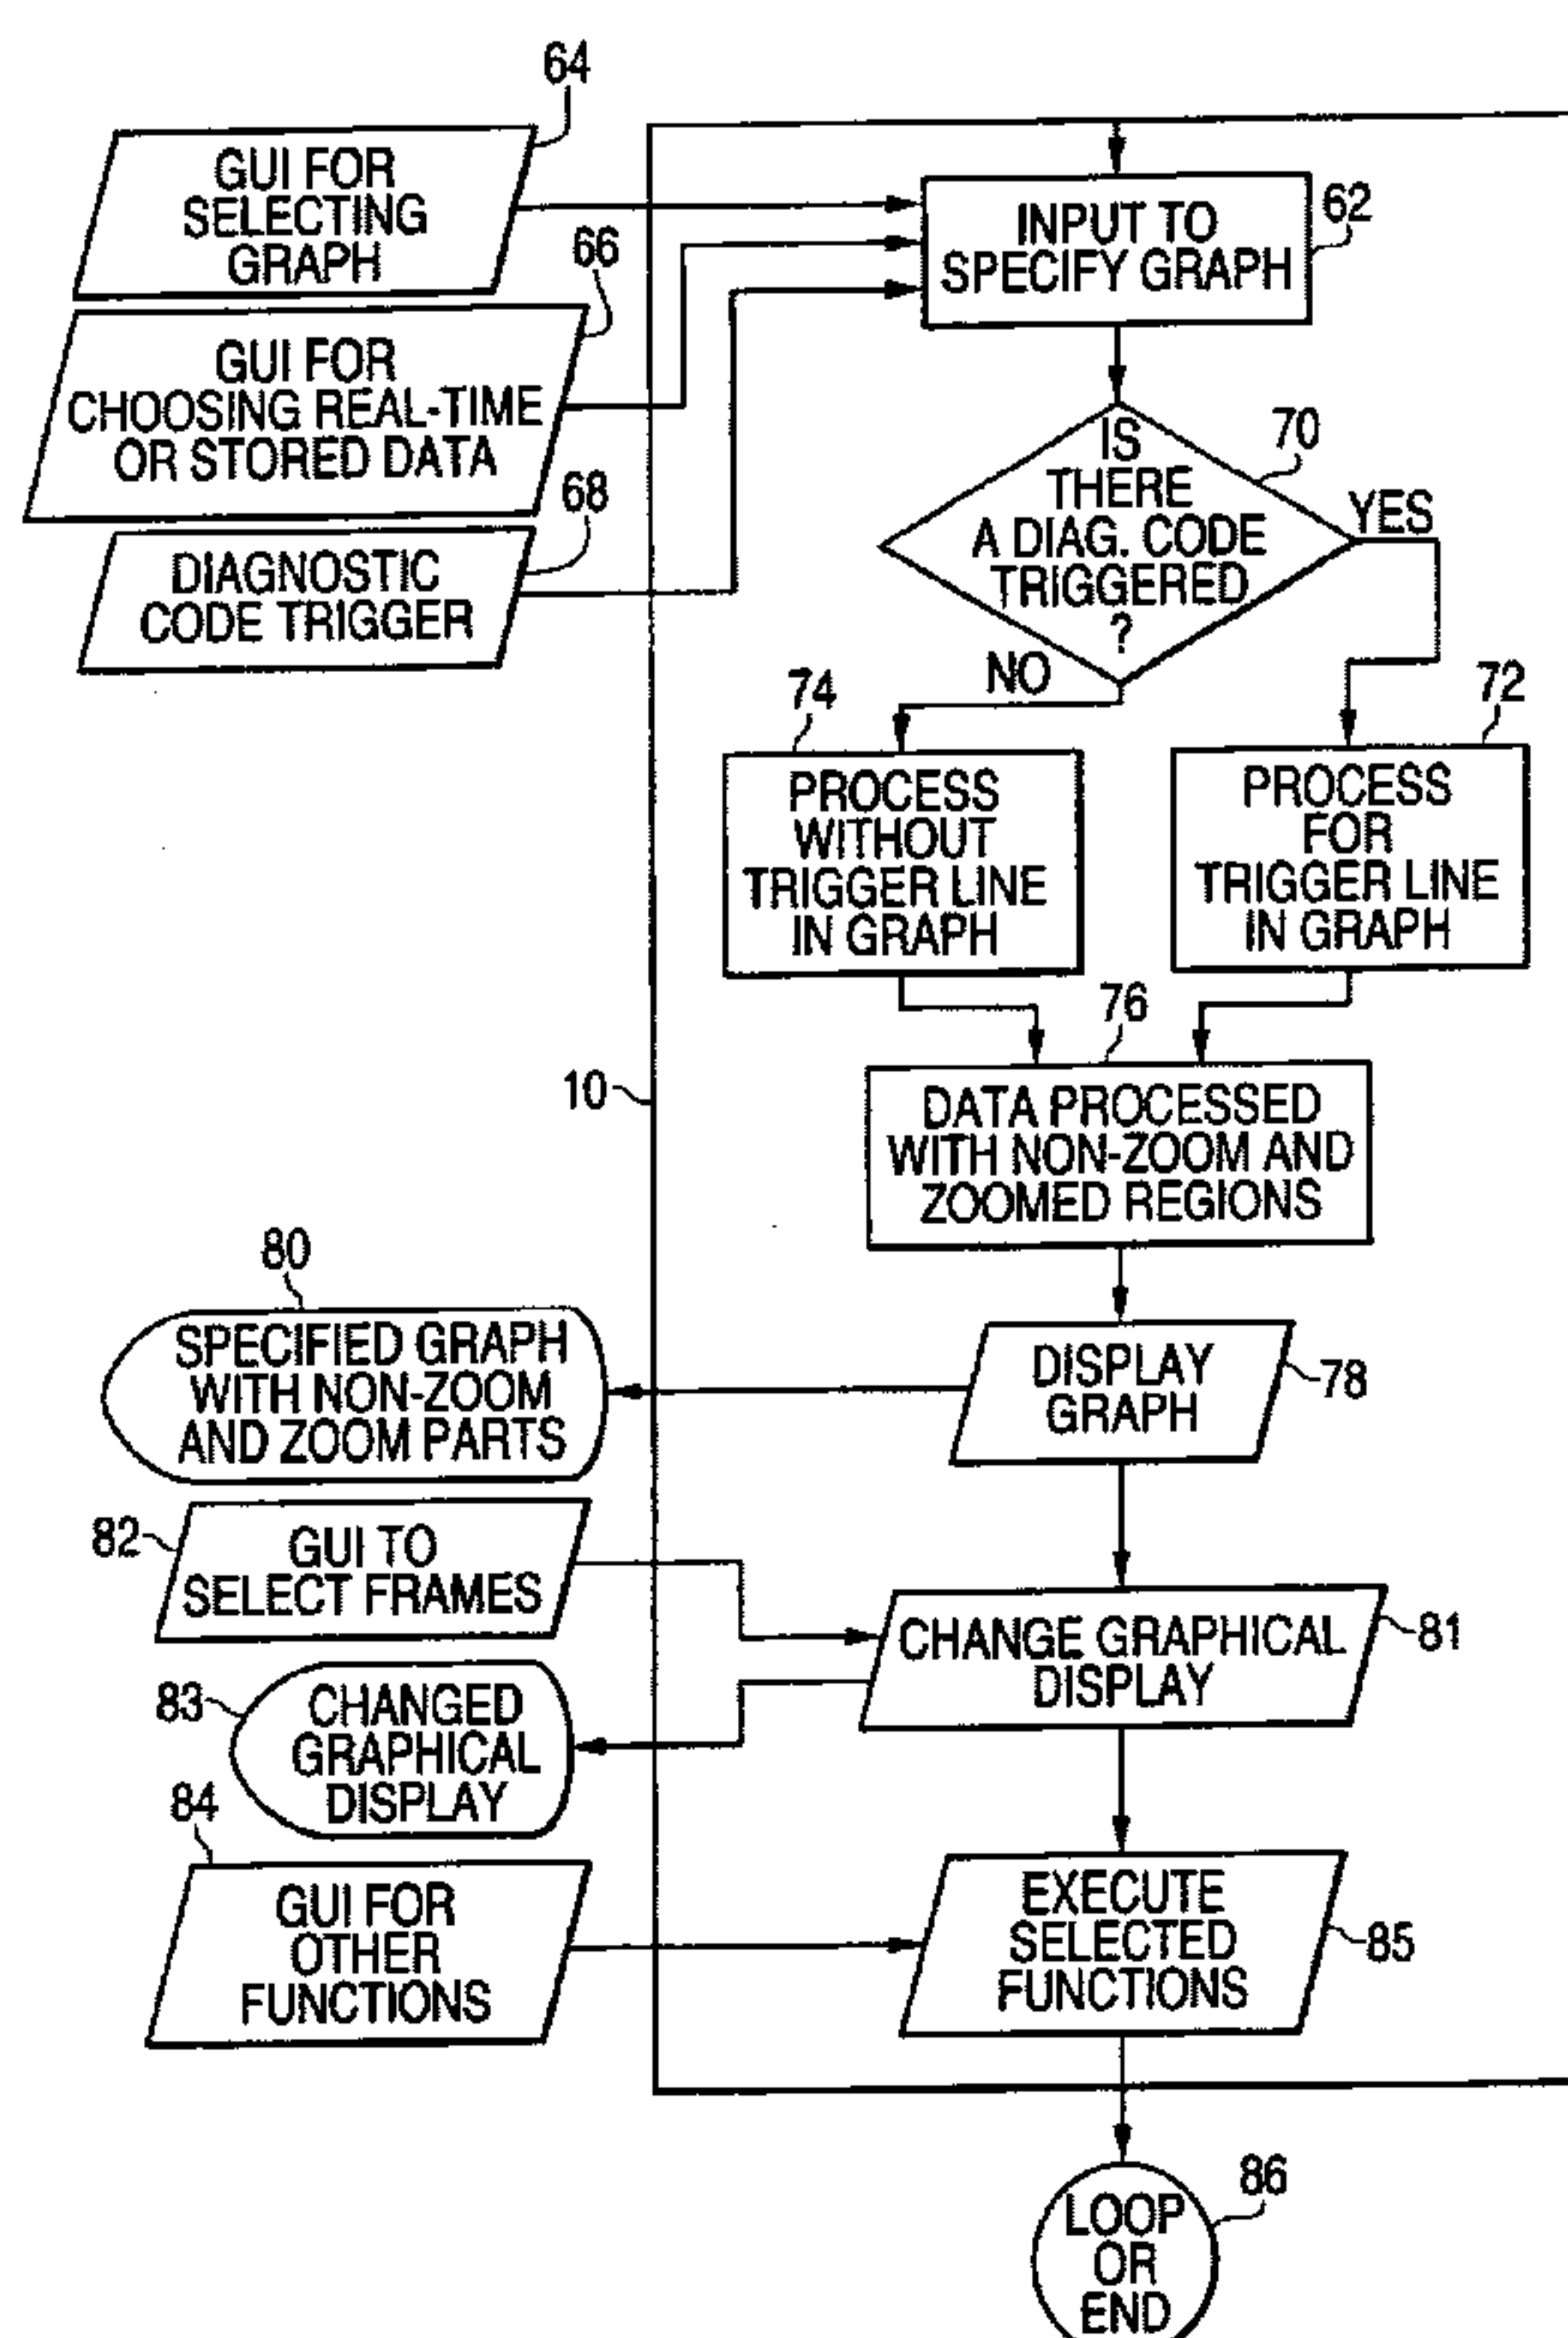 64
GUI FOR
SELECTING
GRAPH
66
GUI FOR
CHOOSING REAL-TIME
OR STORED DATA
68
DIAGNOSTIC
CODE TRIGGER
INPUT TO
SPECIFY GRAPH
62
IS
THERE
A DIAG. CODE
TRIGGERED
?
70
YES
NO
74
PROCESS
WITHOUT
TRIGGER LINE
IN GRAPH
72
PROCESS
FOR
TRIGGER LINE
IN GRAPH
76
10
DATA PROCESSED
WITH NON-ZOOM AND
ZOOMED REGIONS
80
SPECIFIED GRAPH
WITH NON-ZOOM
AND ZOOM PARTS
DISPLAY
GRAPH
78
82
GUI TO
SELECT FRAMES
CHANGE GRAPHICAL
DISPLAY
81
83
CHANGED
GRAPHICAL
DISPLAY
84
GUI FOR
OTHER
FUNCTIONS
EXECUTE
SELECTED
FUNCTIONS
85
86
LOOP
OR
END